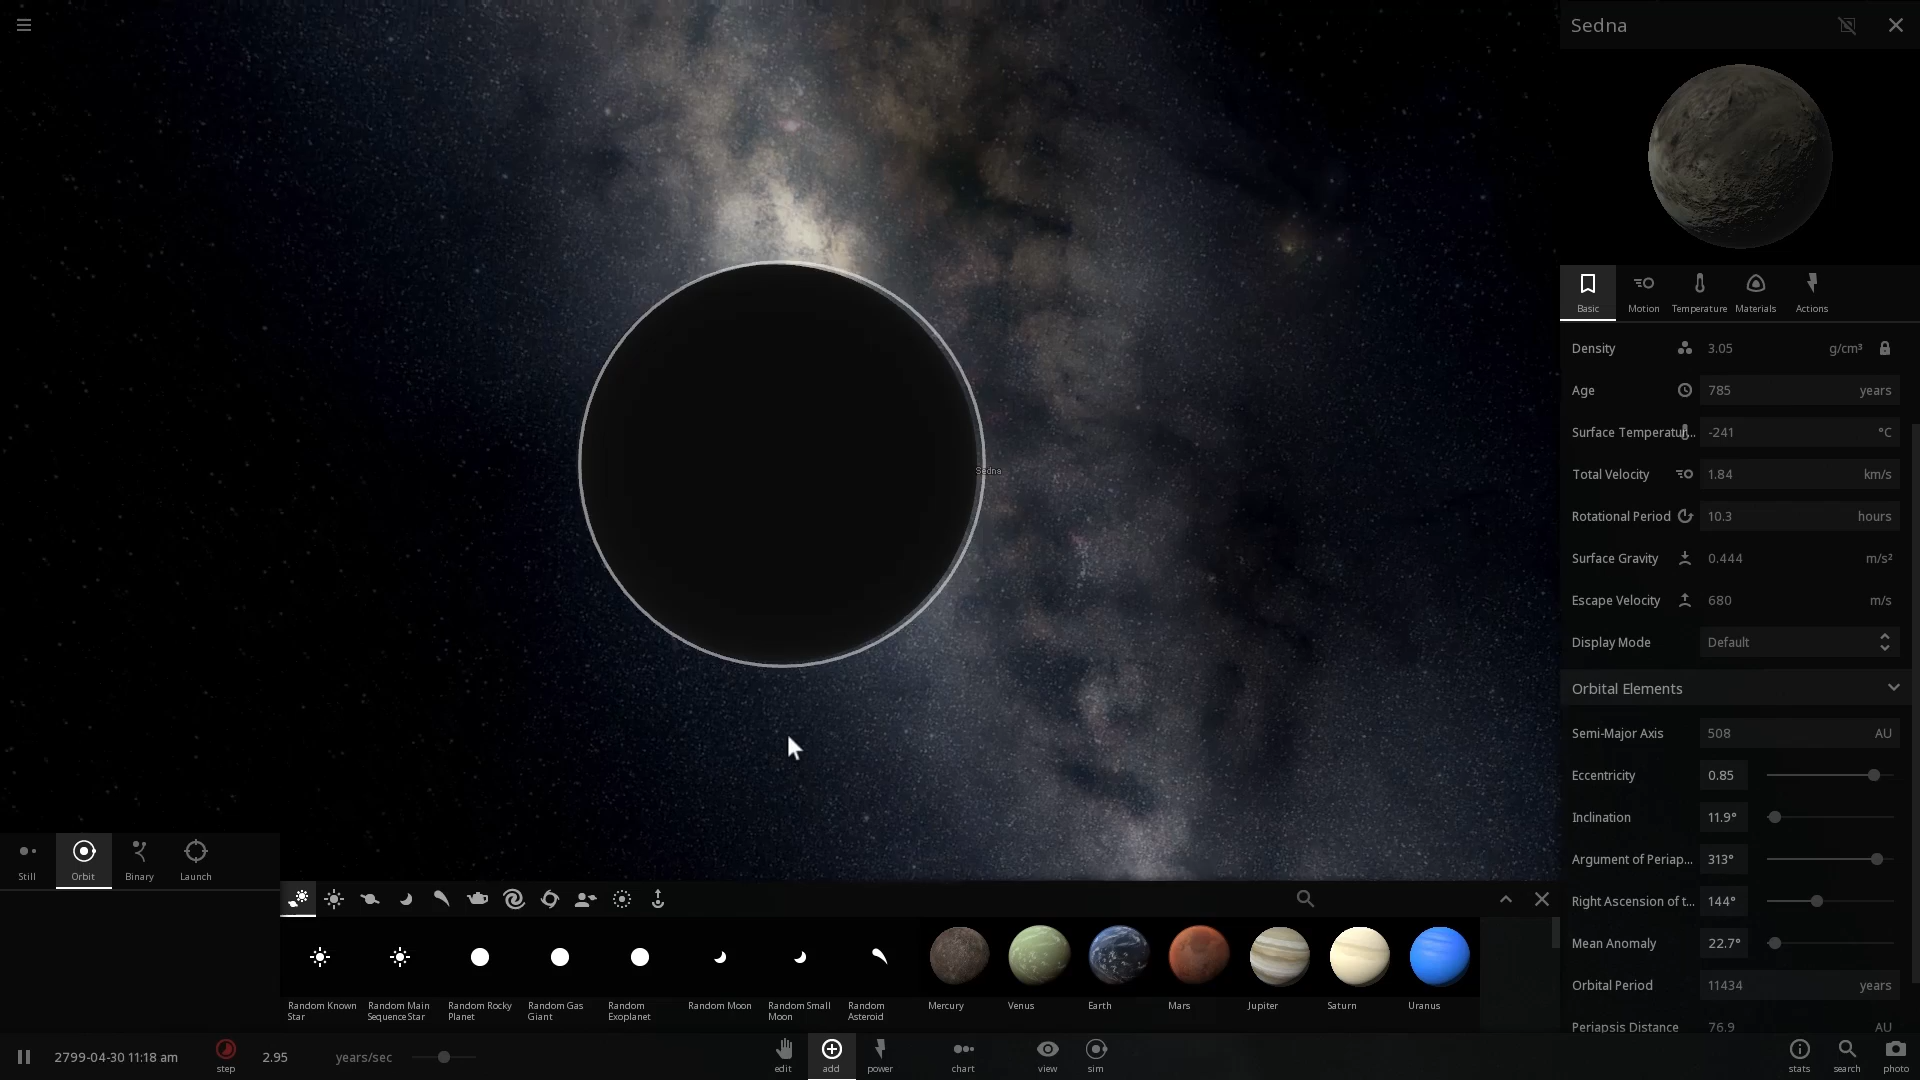 Sedna
Basic
Motion
Temperature
Materials
Actions
Density 3.05 g/cm³
Age 785 years
Surface Temperatur... -241 °C
Total Velocity 1.84 km/s
Rotational Period 10.3 hours
Surface Gravity 0.444 m/s²
Escape Velocity 680 m/s
Display Mode Default
Orbital Elements
Semi-Major Axis 508 AU
Eccentricity 0.85
Inclination 11.9°
Argument of Periap... 313°
Right Ascension of t... 144°
Mean Anomaly 22.7°
Orbital Period 11434 years
Periapsis Distance 76.9 AU
Sedna
Still
Orbit
Binary
Launch
Random Known
Star
Random Main
Sequence Star
Random Rocky
Planet
Random Gas
Giant
Random
Exoplanet
Random Moon
Random Small
Moon
Random
Asteroid
Mercury
Venus
Earth
Mars
Jupiter
Saturn
Uranus
2799-04-30 11:18 am
step
2.95 years/sec
edit
add
power
chart
view
sim
stats
search
photo